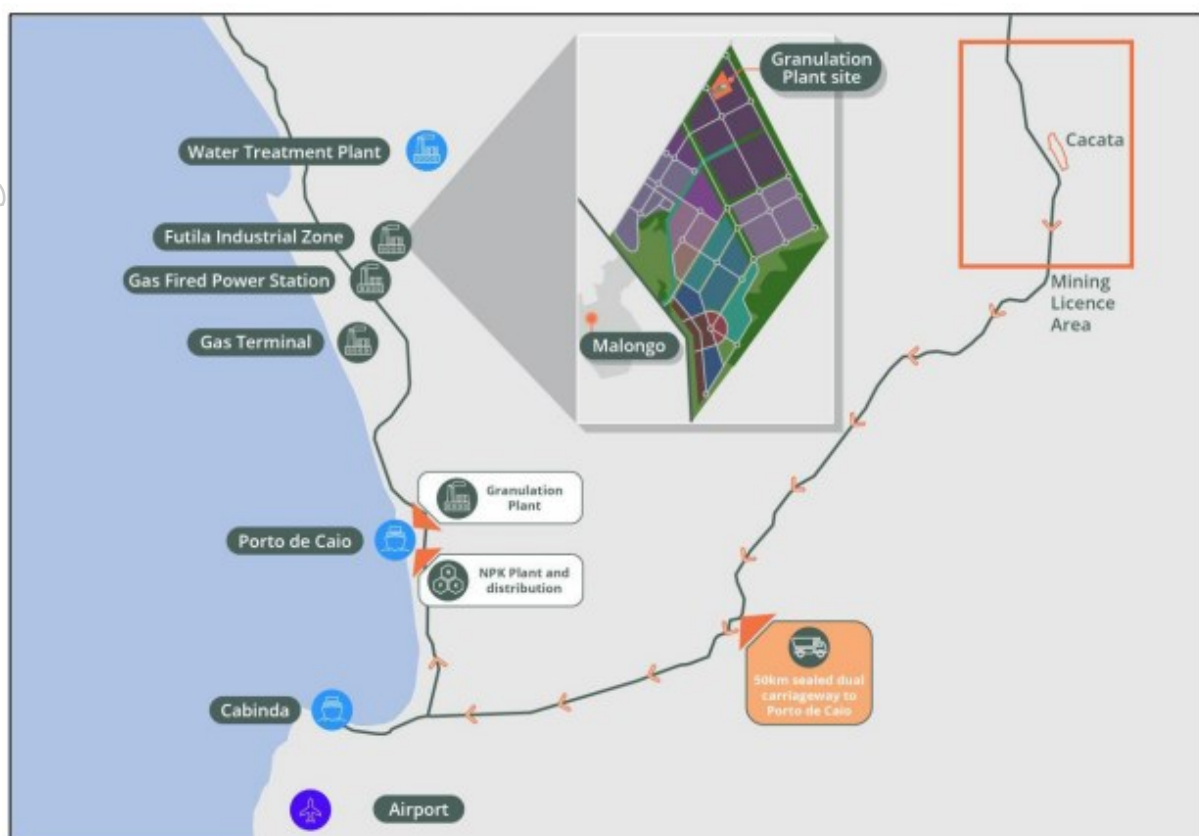 Granulation
Plant site
Cacata
Water Treatment Plant
Futila Industrial Zone
Gas Fired Power Station
Mining
Licence
Area
Gas Terminal
Malongo
Granulation
Plant
Porto de Caio
NPK Plant and
distribution
50km sealed dual
carriageway to
Porto de Caio
Cabinda
Airport